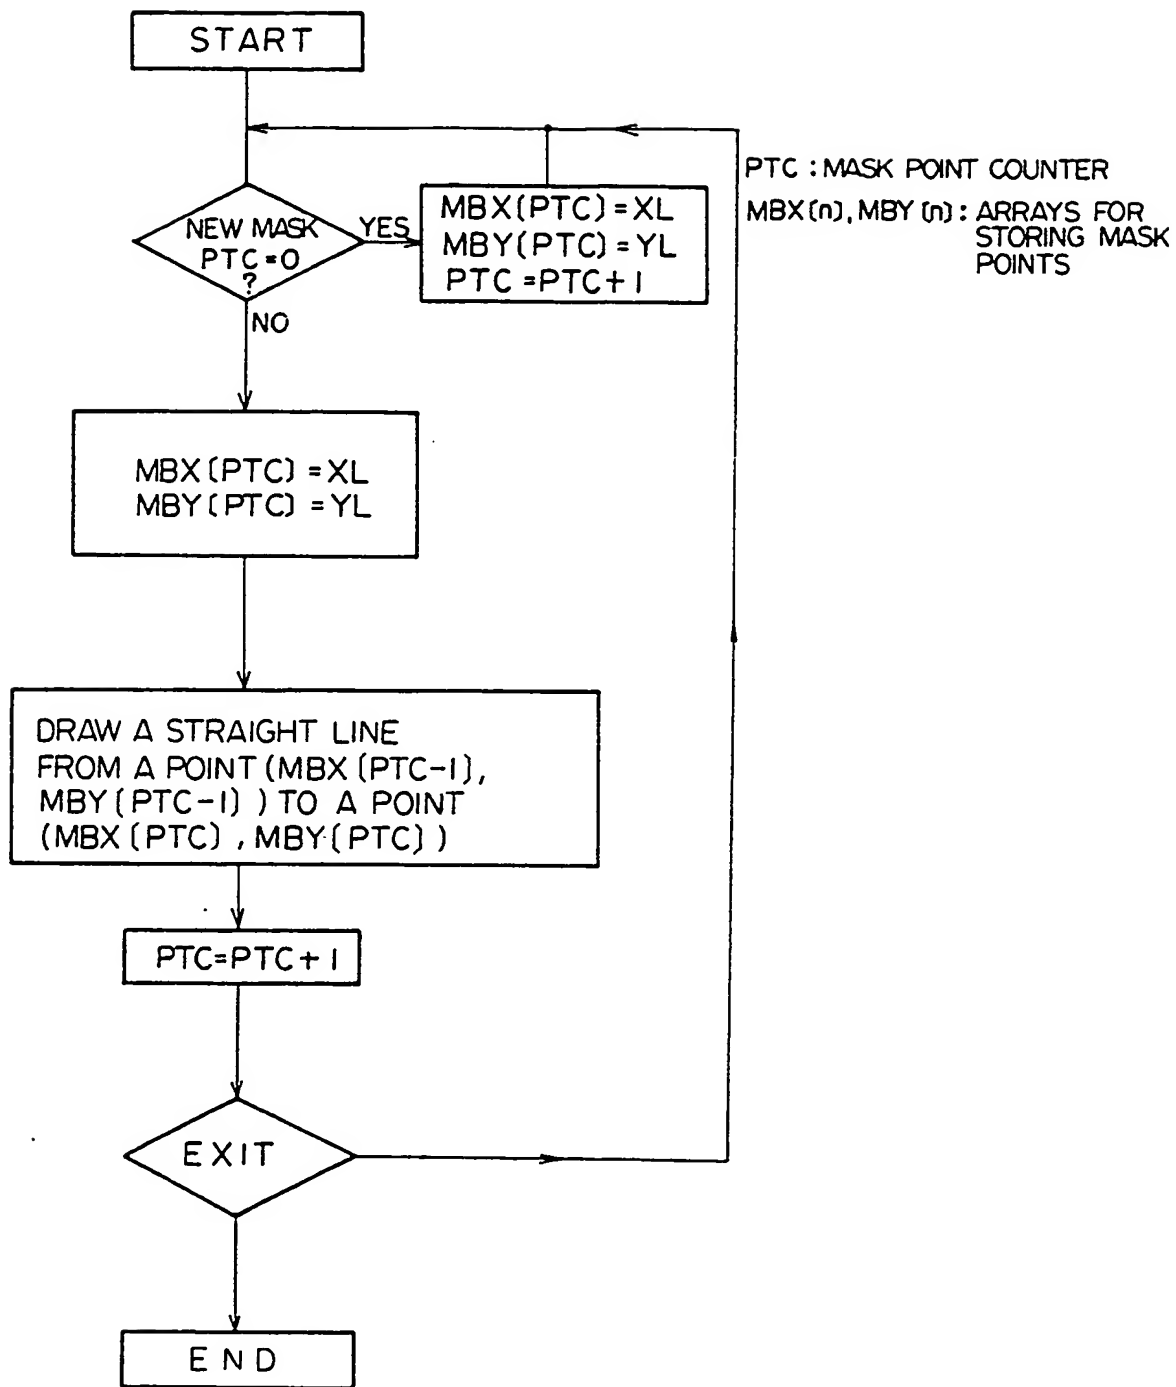 START
NEW MASK
PTC=0
?
YES
NO
MBX(PTC)=XL
MBY(PTC)=YL
PTC=PTC+1
PTC : MASK POINT COUNTER
MBX(n), MBY(n) : ARRAYS FOR
STORING MASK
POINTS
MBX(PTC)=XL
MBY(PTC)=YL
DRAW A STRAIGHT LINE
FROM A POINT (MBX(PTC-1),
MBY(PTC-1)) TO A POINT
(MBX(PTC), MBY(PTC))
PTC=PTC+1
EXIT
END